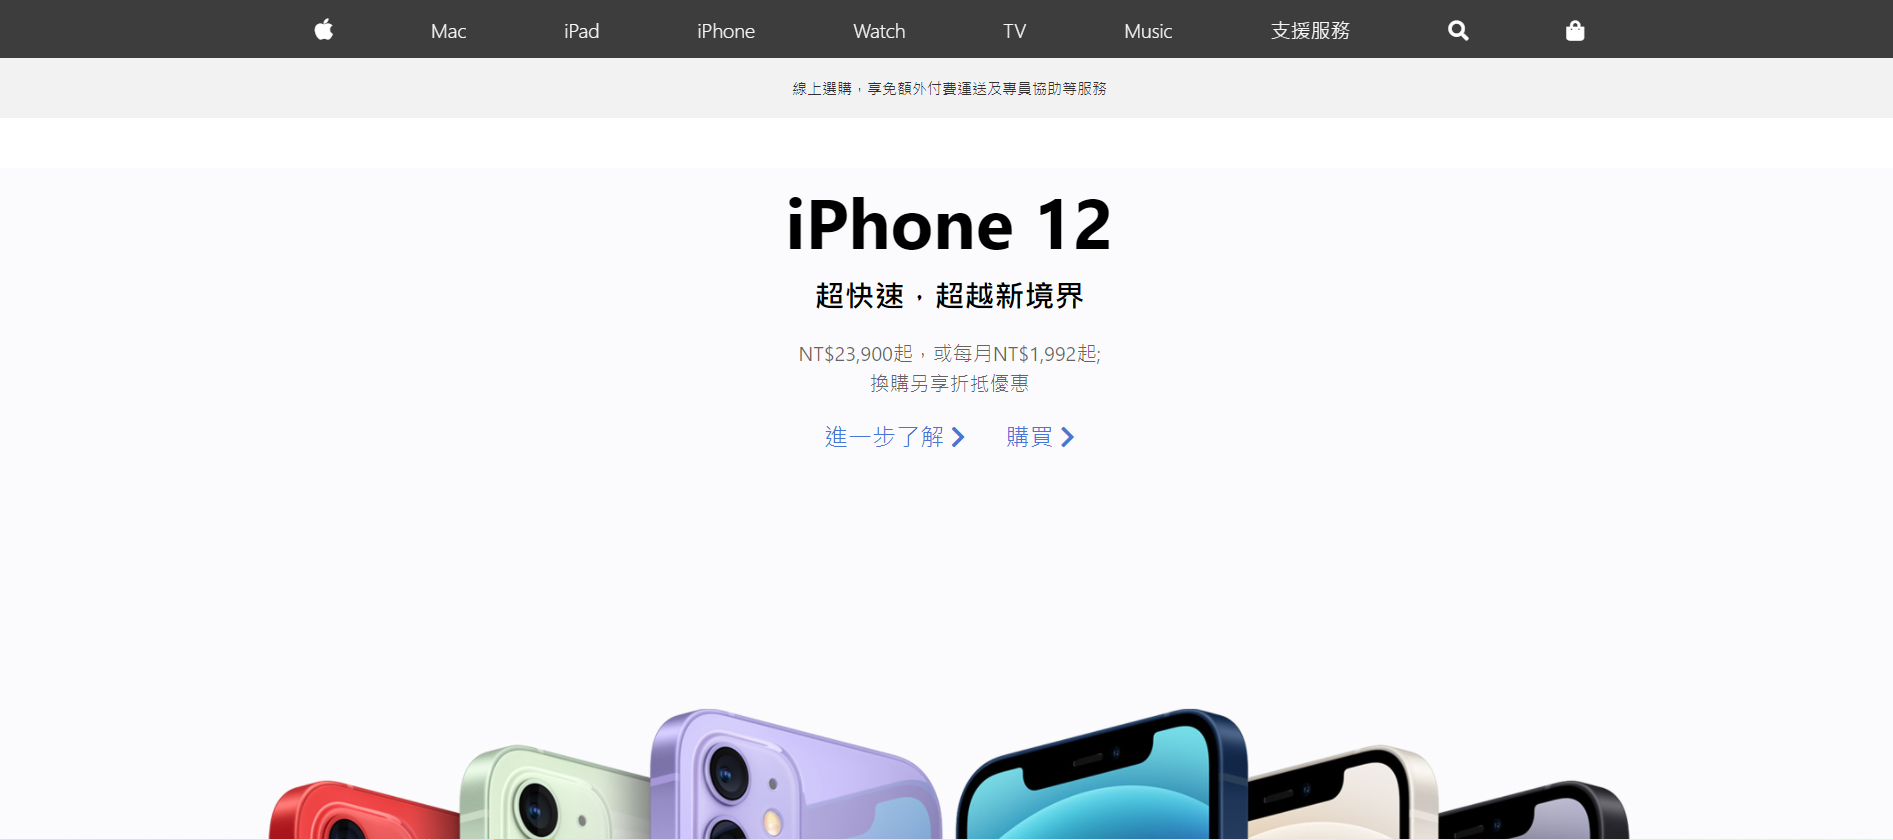 Mac iPad iPhone Watch TV Music 支援服務
線上選購，享免額外付費運送及專員協助等服務
iPhone 12
超快速，超越新境界
NT$23,900起，或每月NT$1,992起;
換購另享折抵優惠
進一步了解 購買